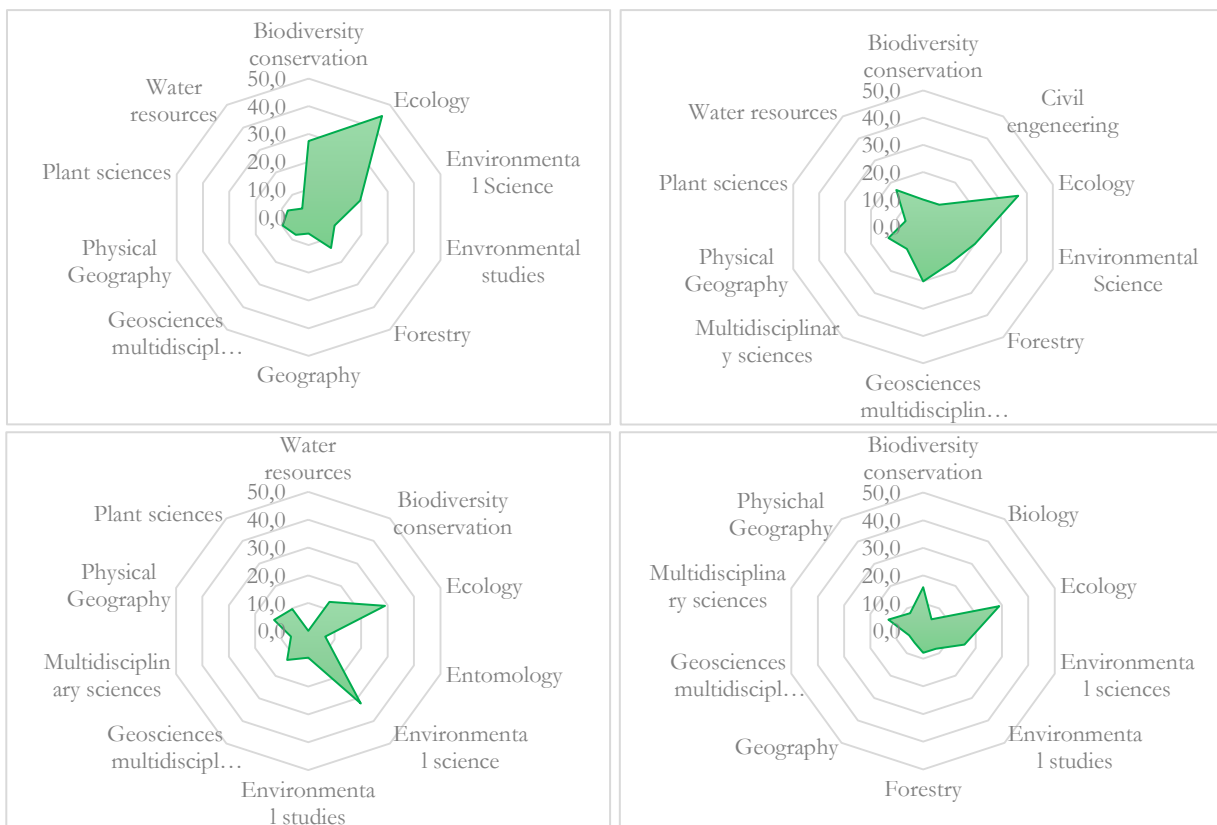 Biodiversity
conservation
50,0
40,0
30,0
20,0
10,0
0,0
Ecology
Environmenta
l Science
Envronmental
studies
Forestry
Geography
Geosciences
multidiscipl…
Physical
Geography
Plant sciences
Water
resources
Biodiversity
conservation
50,0
40,0
30,0
20,0
10,0
0,0
Civil
engeneering
Ecology
Environmental
Science
Forestry
Geosciences
multidisciplin…
Multidisciplinar
y sciences
Physical
Geography
Plant sciences
Water resources
Water
resources
50,0
40,0
30,0
20,0
10,0
0,0
Biodiversity
conservation
Ecology
Entomology
Environmenta
l science
Environmenta
l studies
Geosciences
multidiscipl…
Multidisciplin
ary sciences
Physical
Geography
Plant sciences
Biodiversity
conservation
50,0
40,0
30,0
20,0
10,0
0,0
Biology
Ecology
Environmenta
l sciences
Environmenta
l studies
Forestry
Geography
Geosciences
multidiscipl…
Multidisciplina
ry sciences
Physichal
Geography